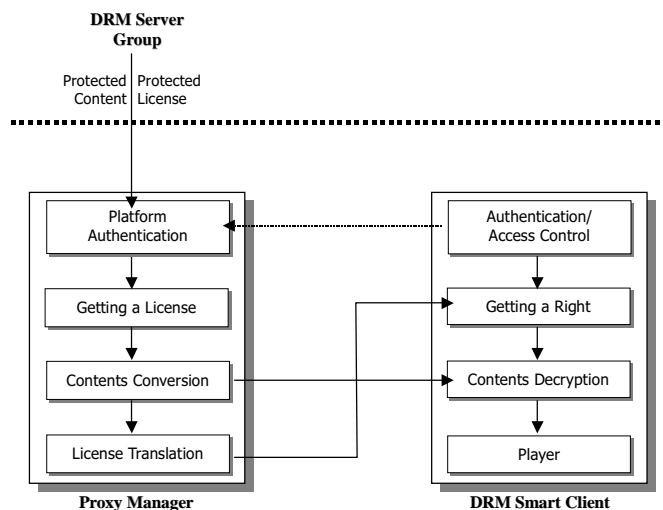 DRM Server
Group
Protected
Content
Protected
License
Platform
Authentication
Getting a License
Contents Conversion
License Translation
Proxy Manager
Authentication/
Access Control
Getting a Right
Contents Decryption
Player
DRM Smart Client